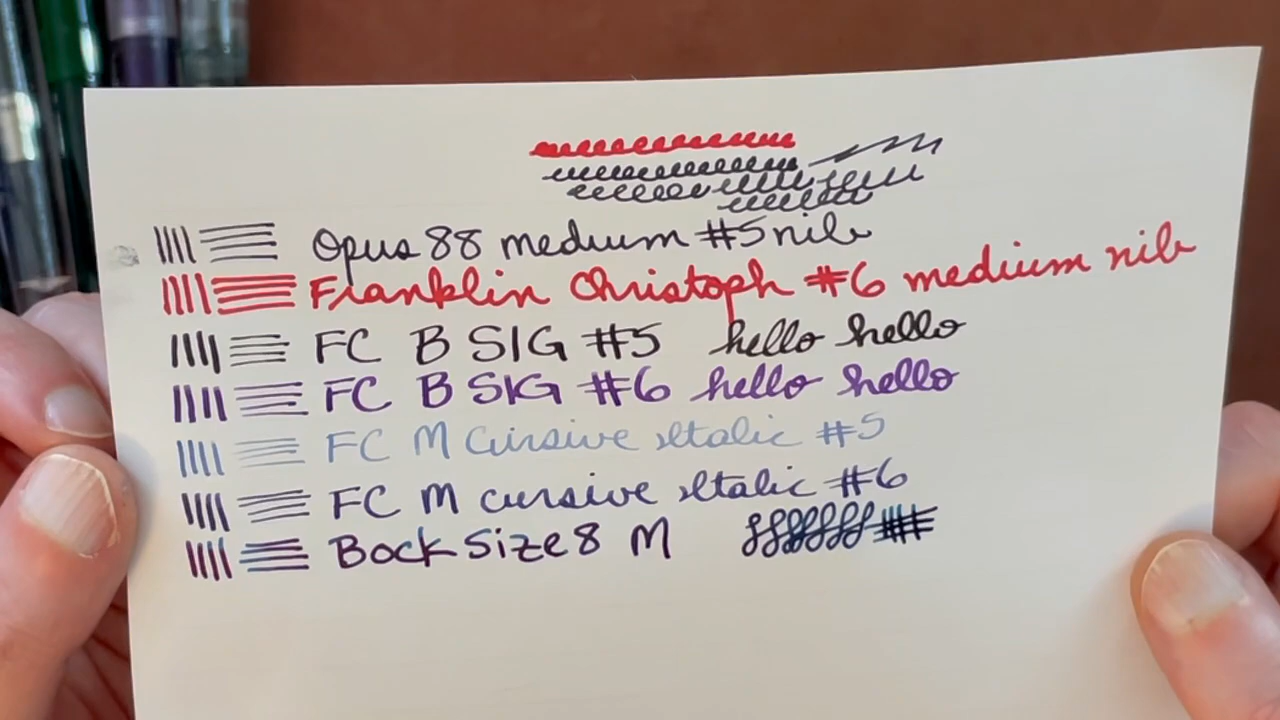 Opus 88 medium #5 nib
Franklin Christoph #6 medium nib
FC B SIG #5 hello hello
FC B SIG #6 hello hello
FC M Cursive Italic #5
FC M cursive Italic #6
Bock Size 8 M